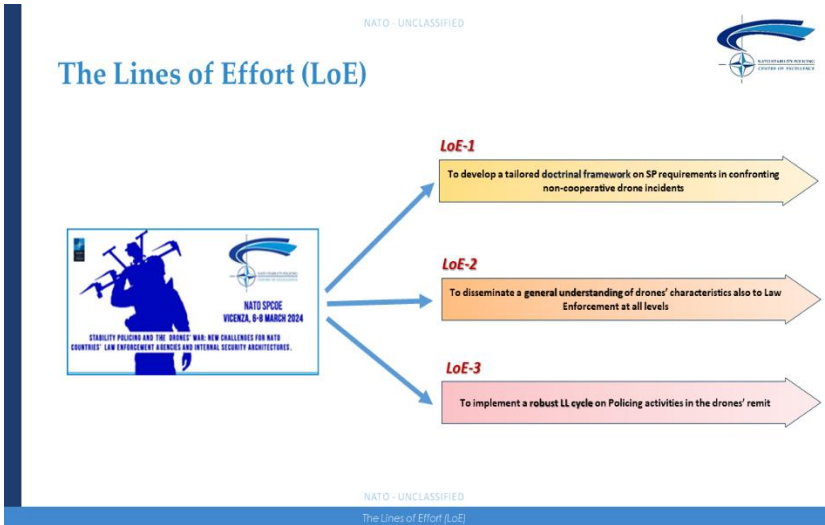 NATO - UNCLASSIFIED
NATO STABILITY POLICING
CENTRE OF EXCELLENCE
The Lines of Effort (LoE)
LoE-1
To develop a tailored doctrinal framework on SP requirements in confronting
non-cooperative drone incidents
NATO SPCOE
VICENZA, 6-8 MARCH 2024
STABILITY POLICING AND THE DRONES' WAR: NEW CHALLENGES FOR NATO
COUNTRIES' LAW ENFORCEMENT AGENCIES AND INTERNAL SECURITY ARCHITECTURES.
LoE-2
To disseminate a general understanding of drones' characteristics also to Law
Enforcement at all levels
LoE-3
To implement a robust LL cycle on Policing activities in the drones' remit
NATO - UNCLASSIFIED
The Lines of Effort (LoE)